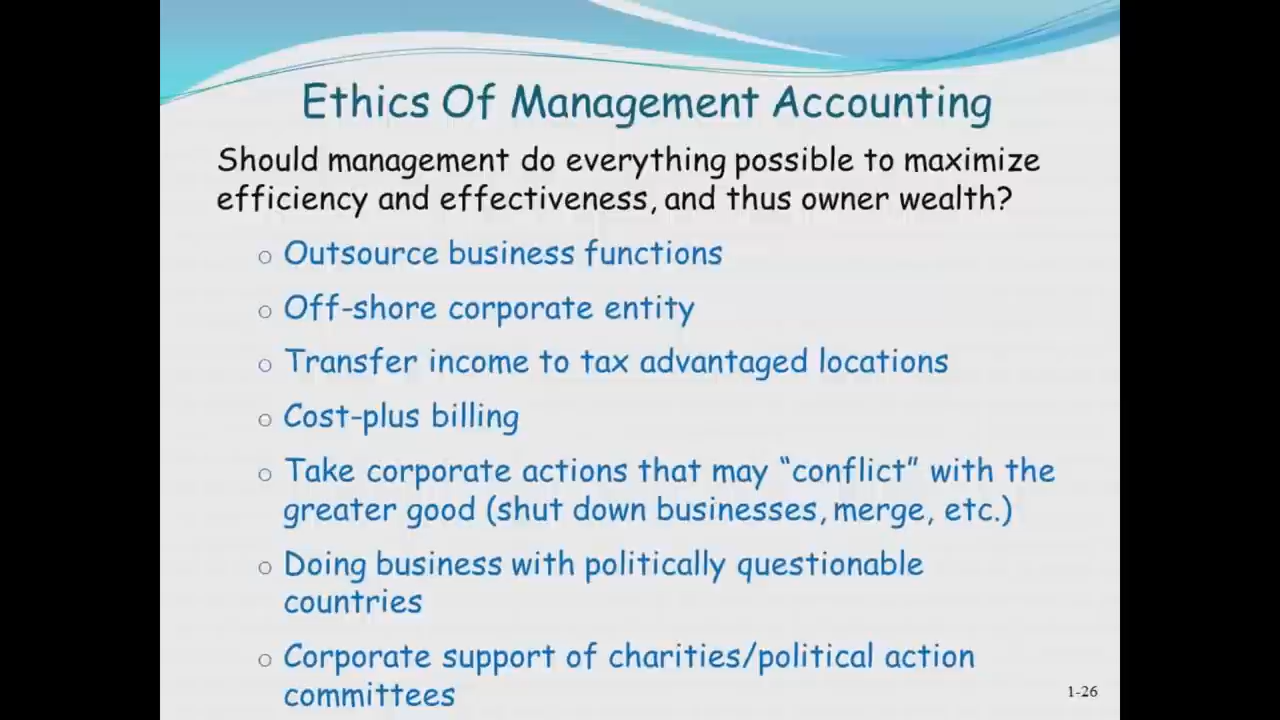 Ethics Of Management Accounting
Should management do everything possible to maximize
efficiency and effectiveness, and thus owner wealth?
Outsource business functions
Off-shore corporate entity
Transfer income to tax advantaged locations
Cost-plus billing
Take corporate actions that may “conflict” with the
greater good (shut down businesses, merge, etc.)
Doing business with politically questionable
countries
Corporate support of charities/political action
committees
1-26